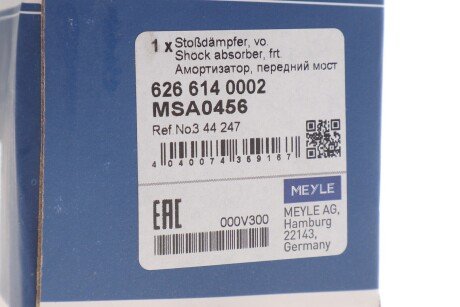 1 x Stoßdämpfer, vo.
Shock absorber, frt.
Амортизатор, передний мост
626 614 0002
MSA0456
Ref No3 44 247
4 040074 359167
EAC
000V300
MEYLE
MEYLE AG,
Hamburg
22143,
Germany